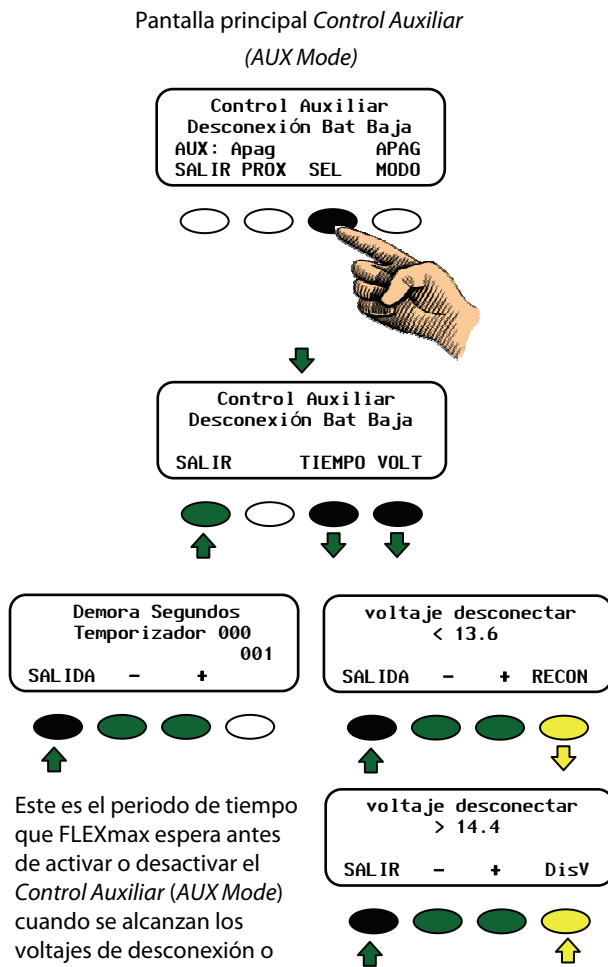 Pantalla principal Control Auxiliar
(AUX Mode)
Control Auxiliar
Desconexión Bat Baja
AUX: Apag APAG
SALIR PROX SEL MODO
Control Auxiliar
Desconexión Bat Baja
SALIR TIEMPO VOLT
Demora Segundos
Temporizador 000
001
SALIDA - +
voltaje desconectar
< 13.6
SALIDA - + RECON
Este es el periodo de tiempo
que FLEXmax espera antes
de activar o desactivar el
Control Auxiliar (AUX Mode)
cuando se alcanzan los
voltajes de desconexión o
voltaje desconectar
> 14.4
SALIR - + DisV